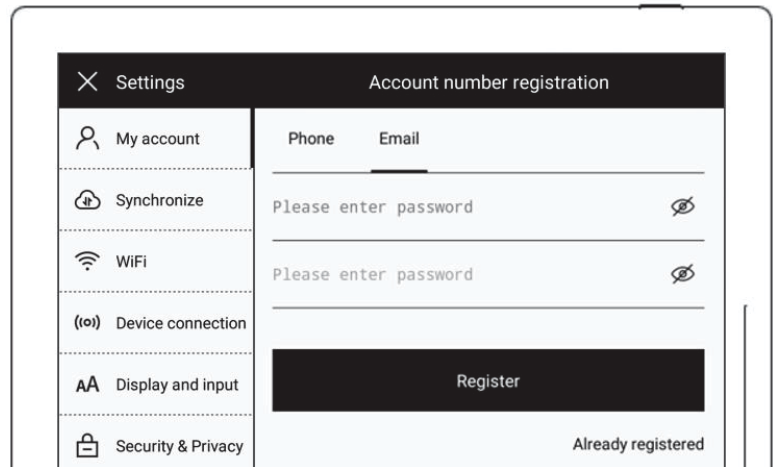 Settings
Account number registration
My account
Synchronize
WiFi
Device connection
Display and input
Security & Privacy
Phone
Email
Please enter password
Please enter password
Register
Already registered